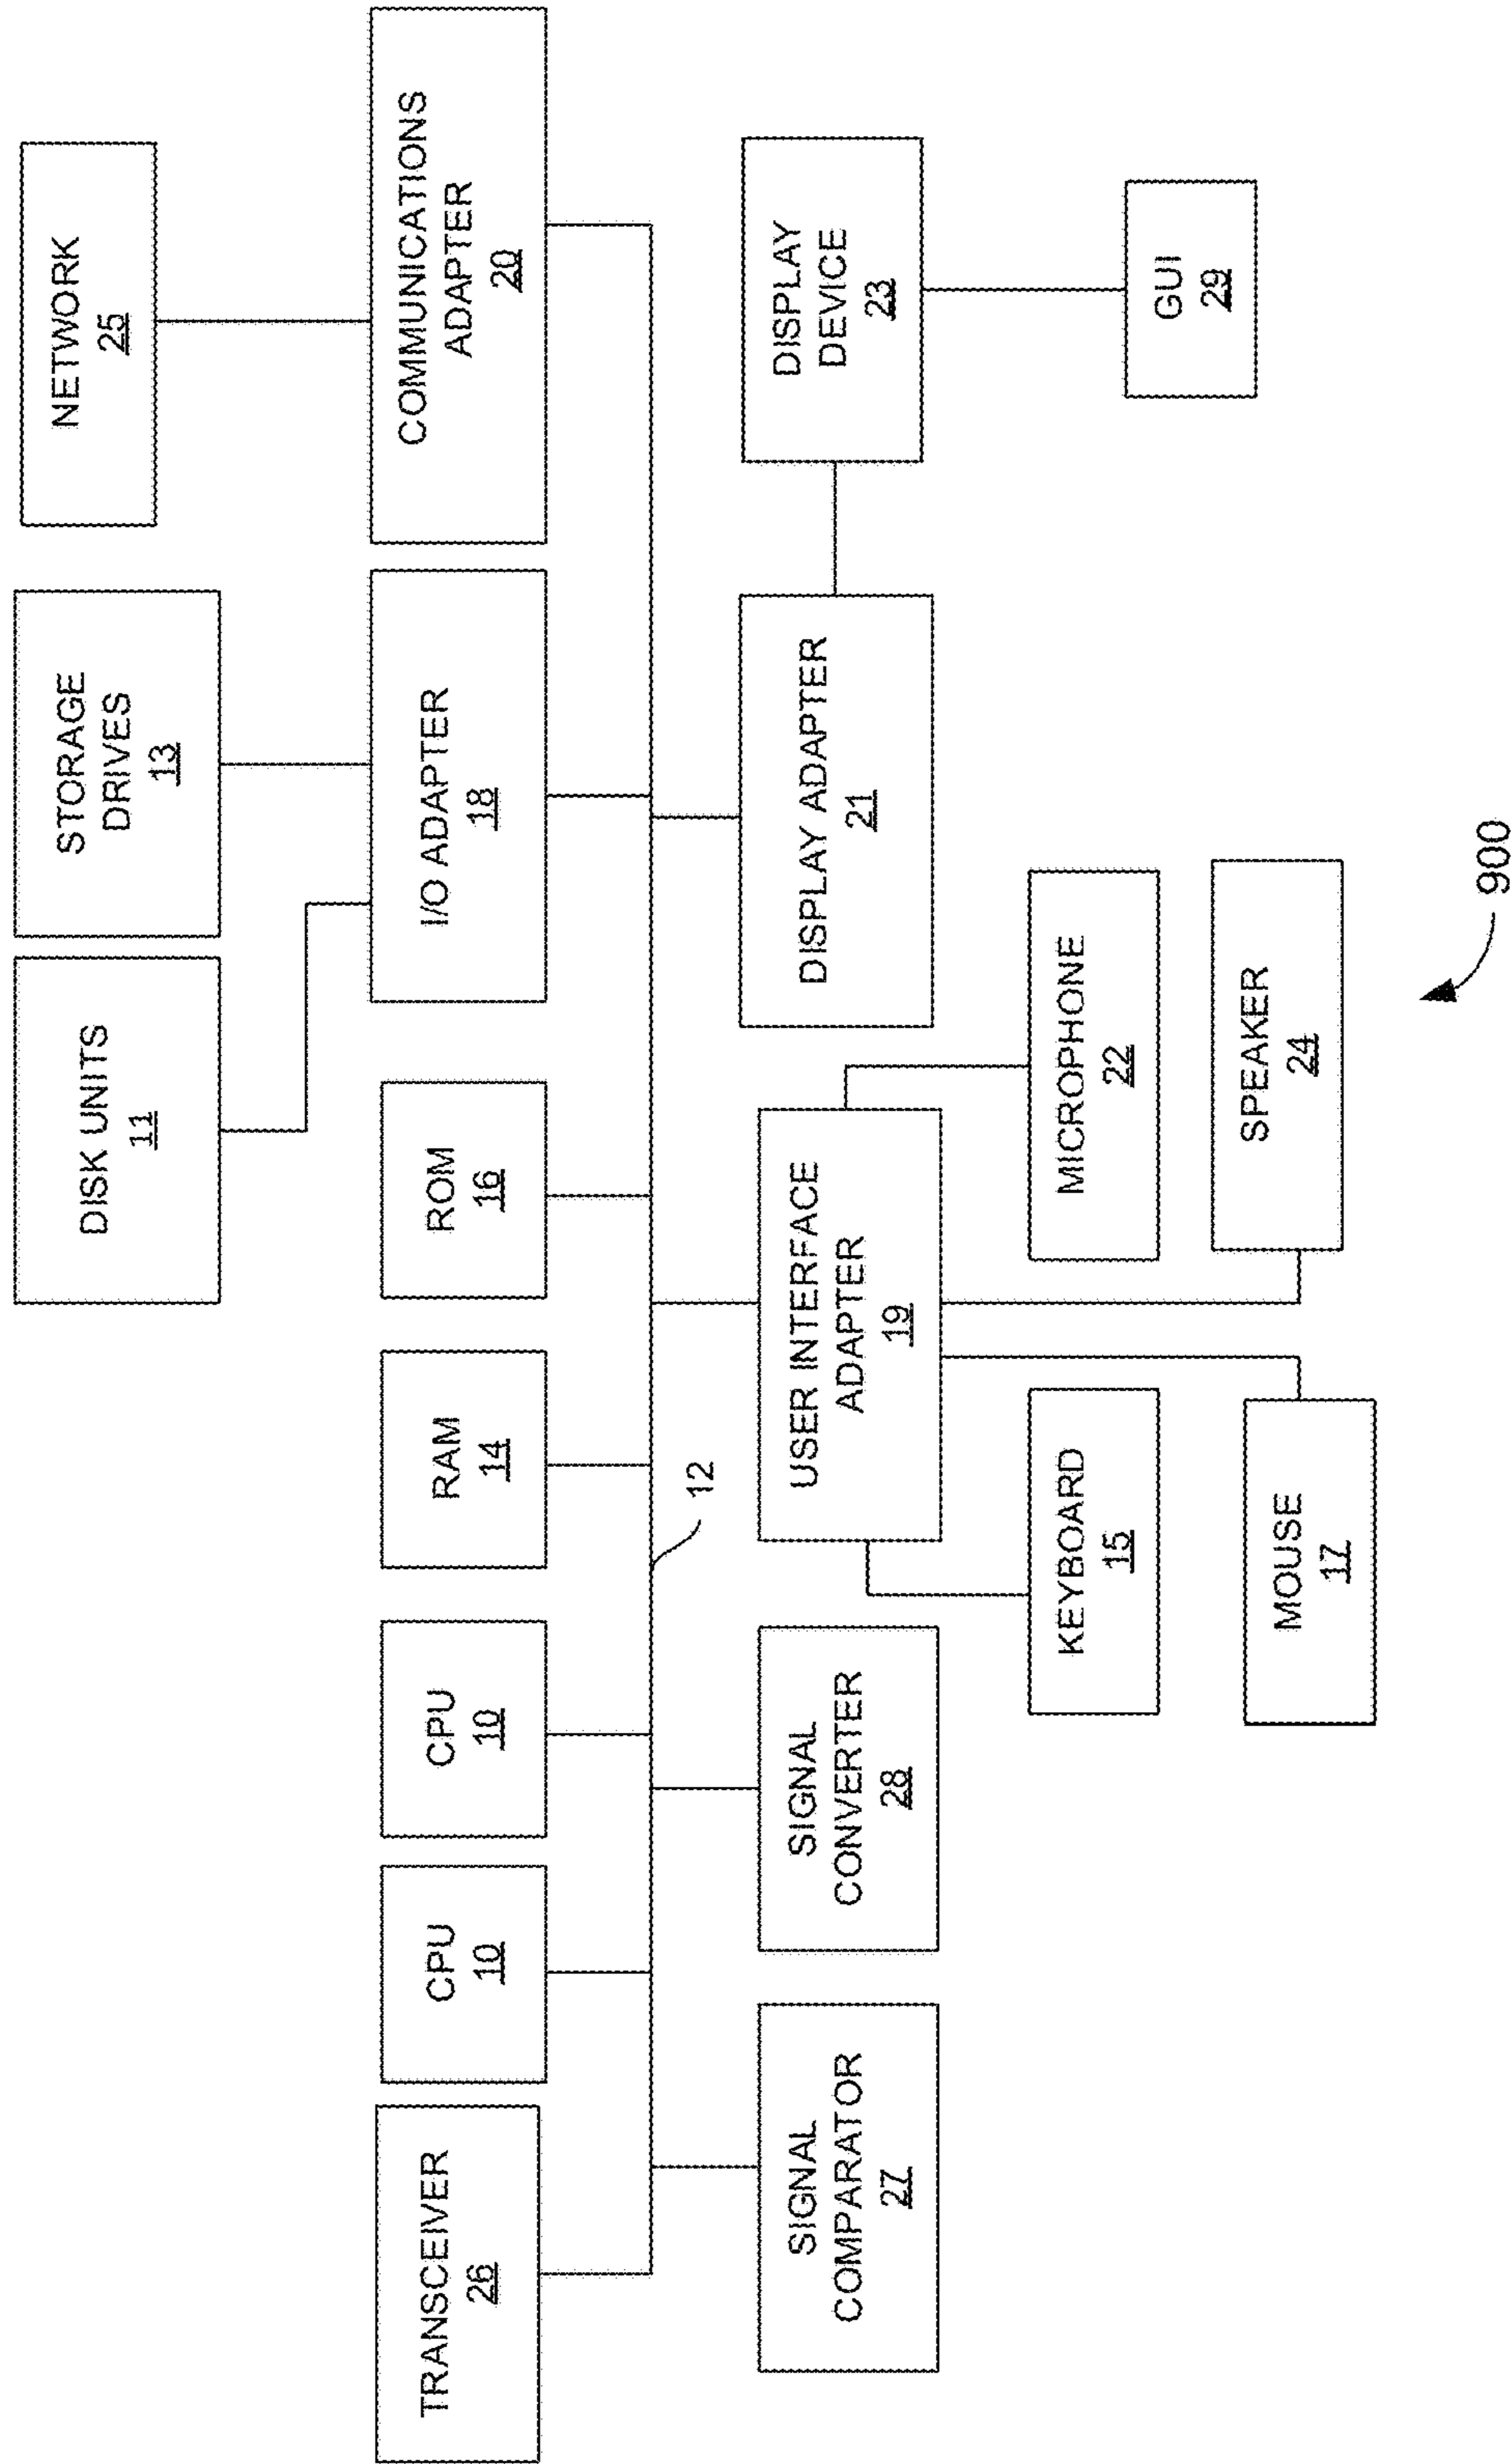 DISK UNITS
11
STORAGE
DRIVES
13
NETWORK
25
TRANSCEIVER
26
CPU
10
CPU
10
RAM
14
ROM
16
I/O ADAPTER
18
COMMUNICATIONS
ADAPTER
20
12
SIGNAL
COMPARATOR
27
SIGNAL
CONVERTER
28
USER INTERFACE
ADAPTER
19
DISPLAY ADAPTER
21
DISPLAY
DEVICE
23
KEYBOARD
15
MICROPHONE
22
GUI
29
MOUSE
17
SPEAKER
24
900